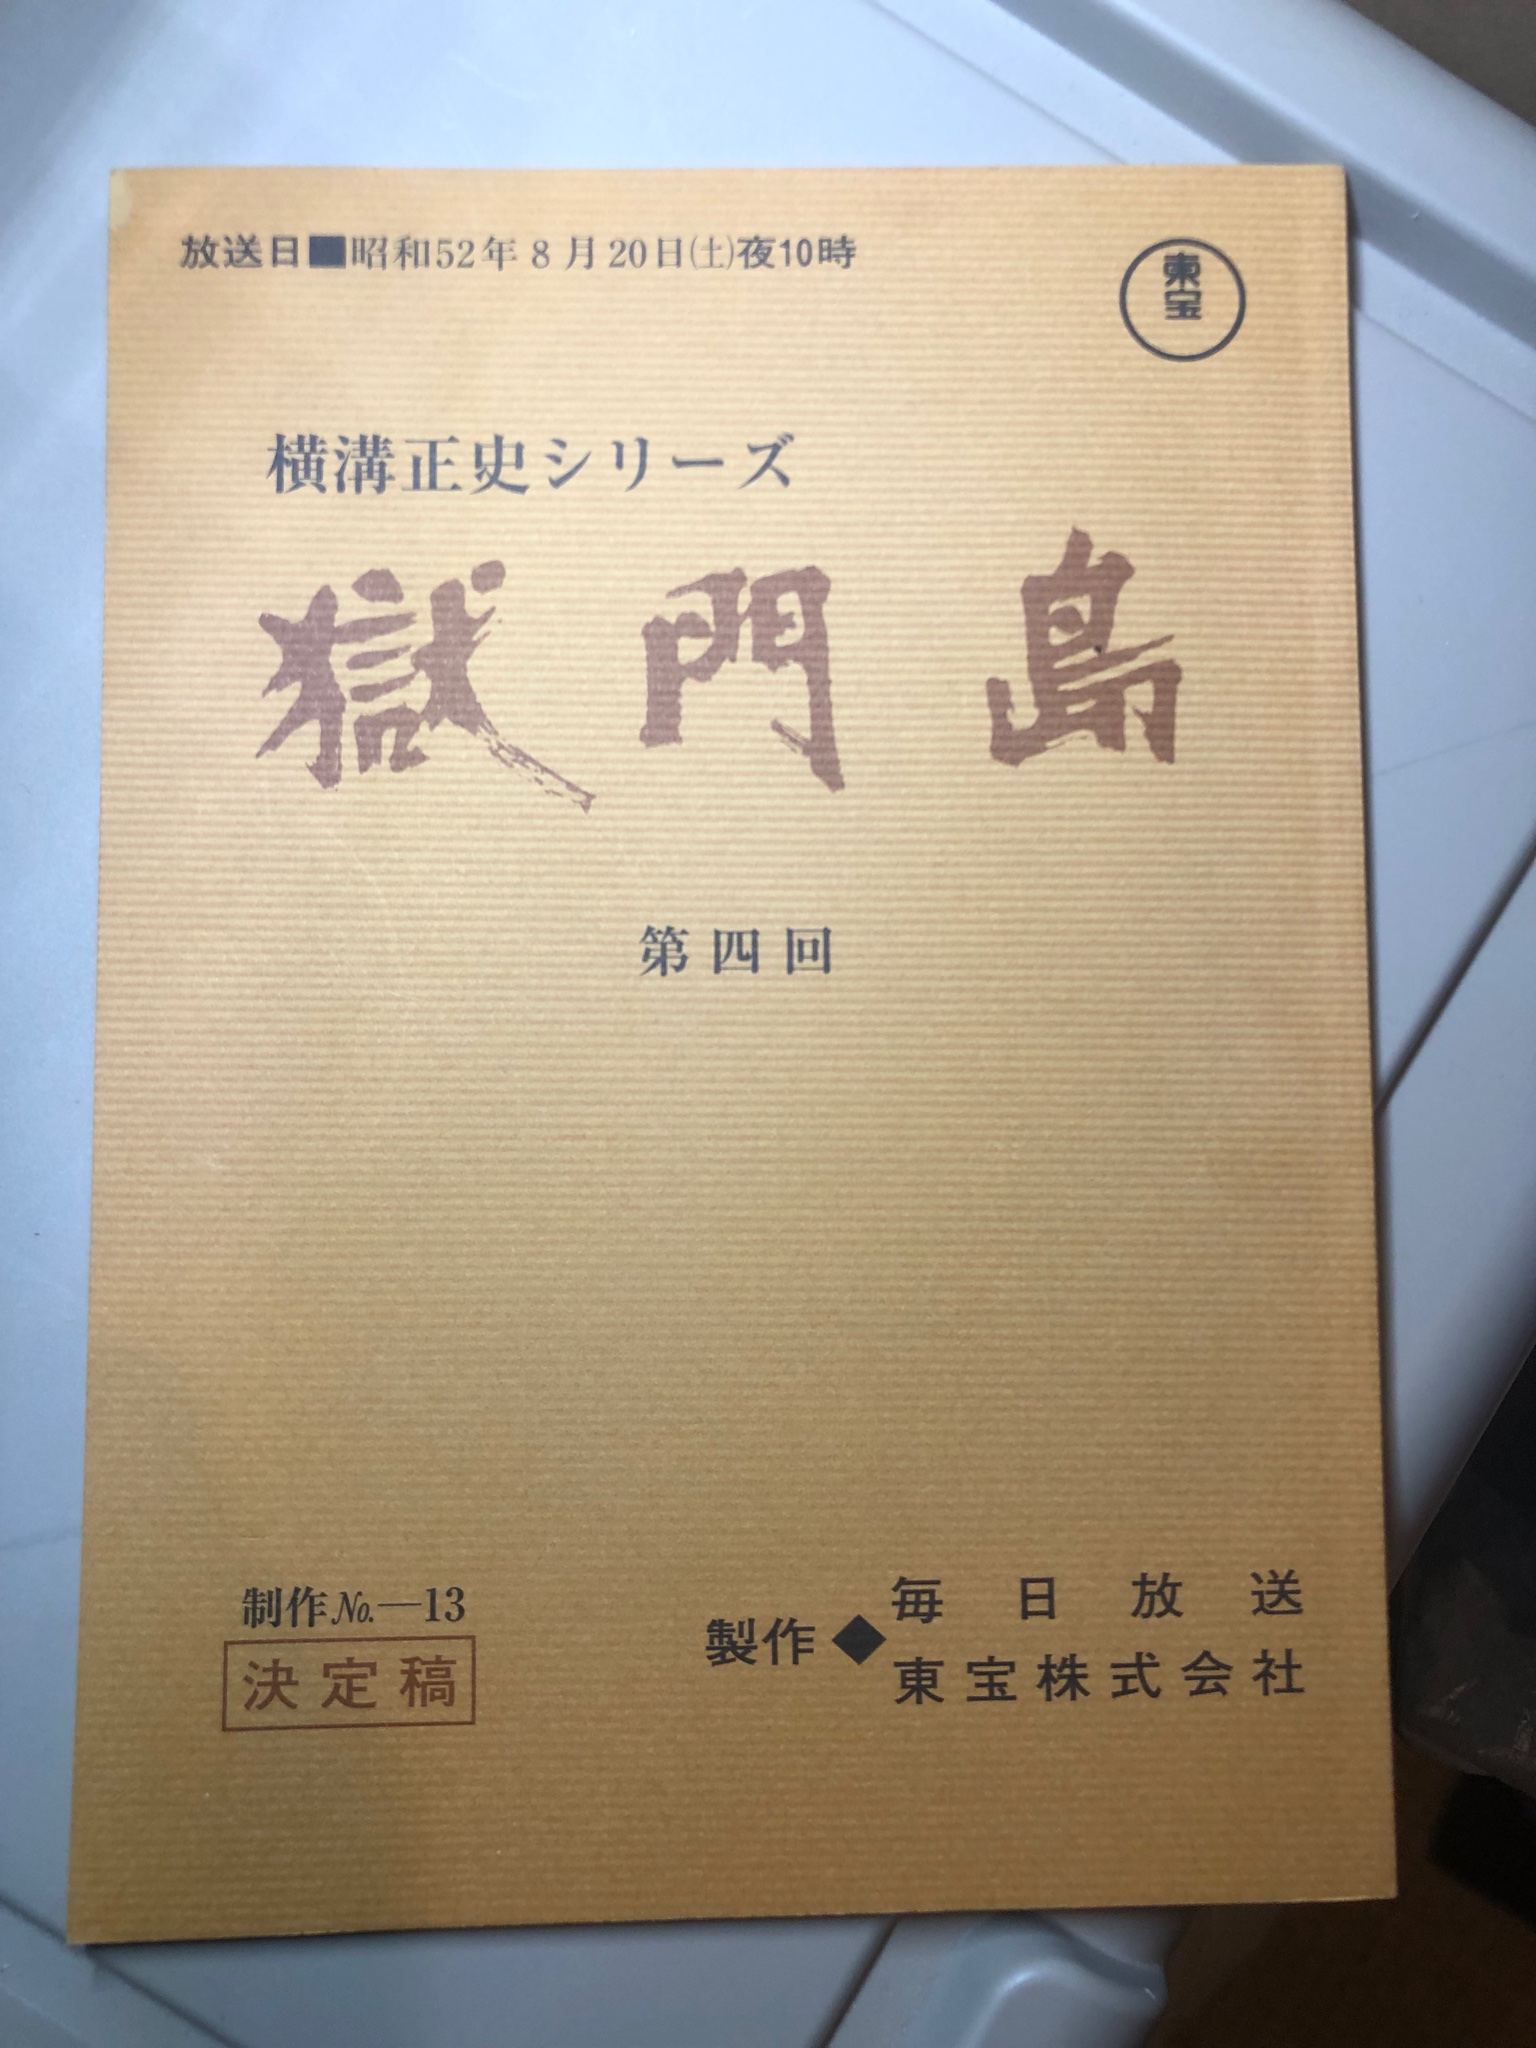 放送日■昭和52年8月20日(土)夜10時
東宝
横溝正史シリーズ
獄門島
第四回
制作No.—13
決定稿
製作◆毎日放送
東宝株式会社